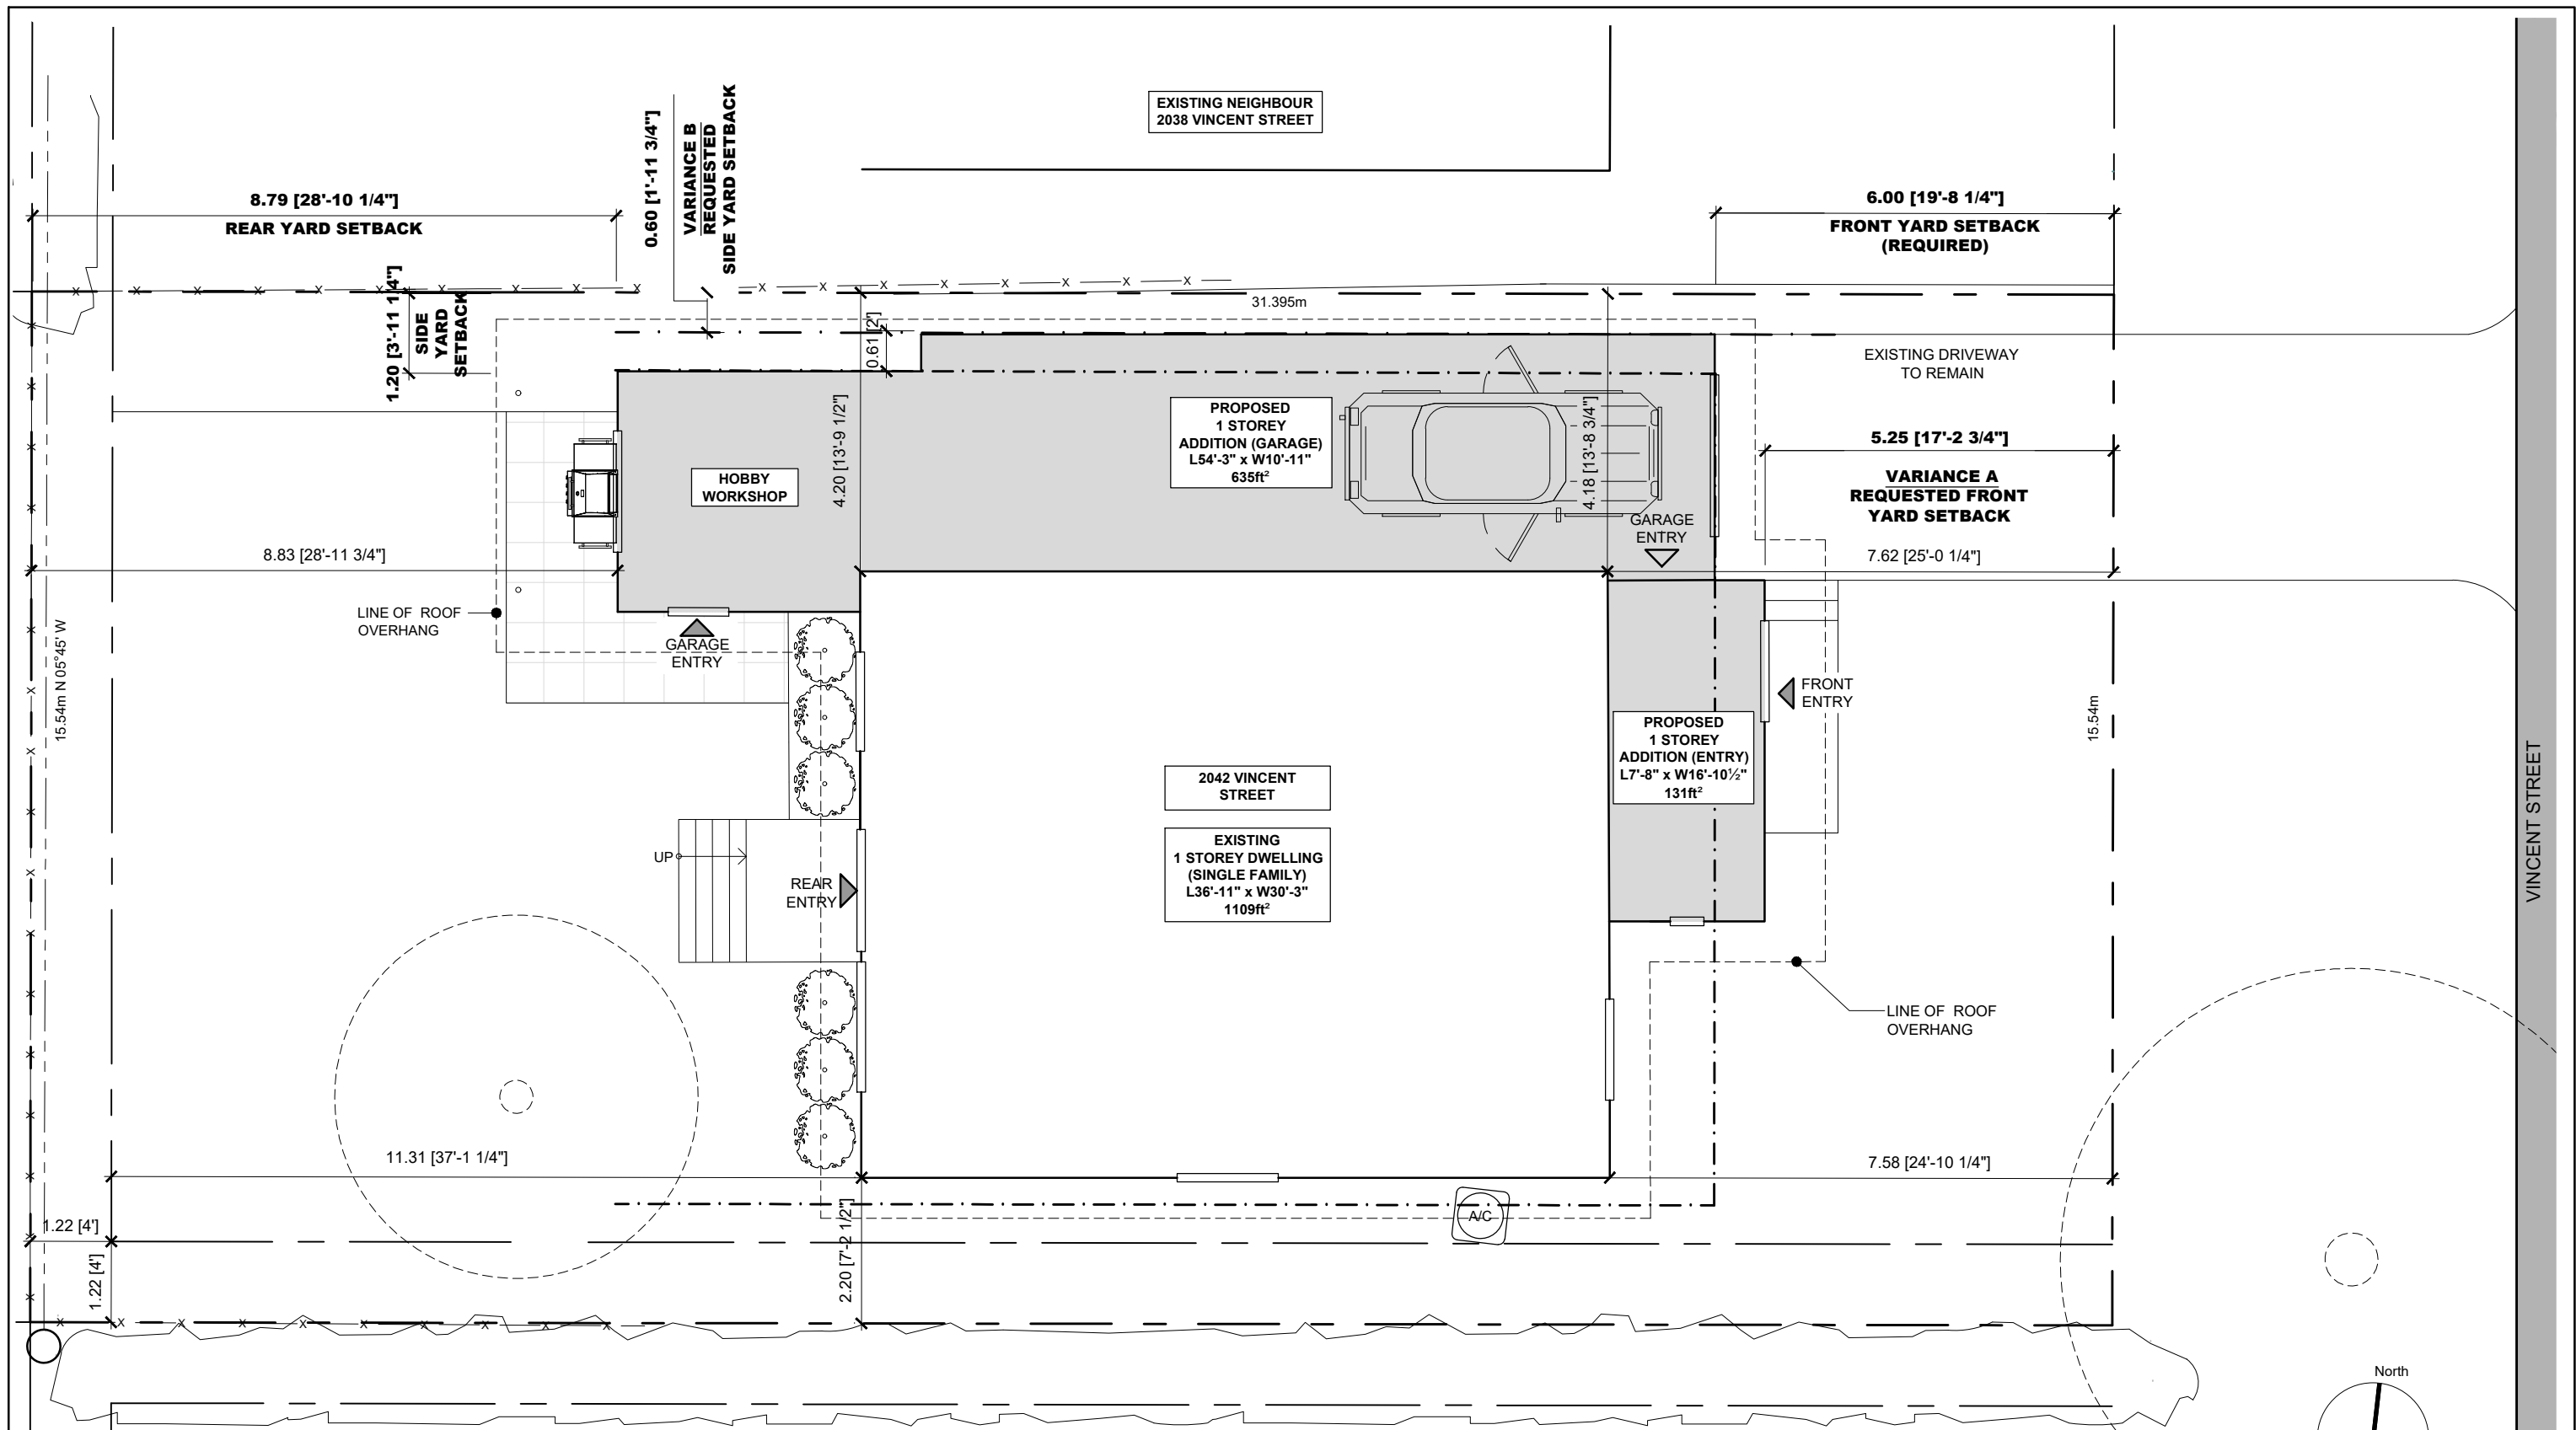 EXISTING NEIGHBOUR
2038 VINCENT STREET
0.60 [1'-11 3/4"]
VARIANCE B
REQUESTED
SIDE YARD SETBACK
8.79 [28'-10 1/4"]
REAR YARD SETBACK
6.00 [19'-8 1/4"]
FRONT YARD SETBACK
(REQUIRED)
1.20 [3'-11 1/4"]
SIDE
YARD
SETBACK
31.395m
0.61 [2']
EXISTING DRIVEWAY
TO REMAIN
4.20 [13'-9 1/2"]
PROPOSED
1 STOREY
ADDITION (GARAGE)
L54'-3" x W10'-11"
635ft²
4.18 [13'-8 3/4"]
HOBBY
WORKSHOP
5.25 [17'-2 3/4"]
VARIANCE A
REQUESTED FRONT
YARD SETBACK
GARAGE
ENTRY
8.83 [28'-11 3/4"]
7.62 [25'-0 1/4"]
LINE OF ROOF
OVERHANG
GARAGE
ENTRY
15.54m N 05°45' W
FRONT
ENTRY
15.54m
PROPOSED
1 STOREY
ADDITION (ENTRY)
L7'-8" x W16'-10½"
131ft²
2042 VINCENT
STREET
VINCENT STREET
EXISTING
1 STOREY DWELLING
(SINGLE FAMILY)
L36'-11" x W30'-3"
1109ft²
UP
REAR
ENTRY
LINE OF ROOF
OVERHANG
11.31 [37'-1 1/4"]
7.58 [24'-10 1/4"]
A/C
1.22 [4']
1.22 [4']
2.20 [7'-2 1/2"]
North